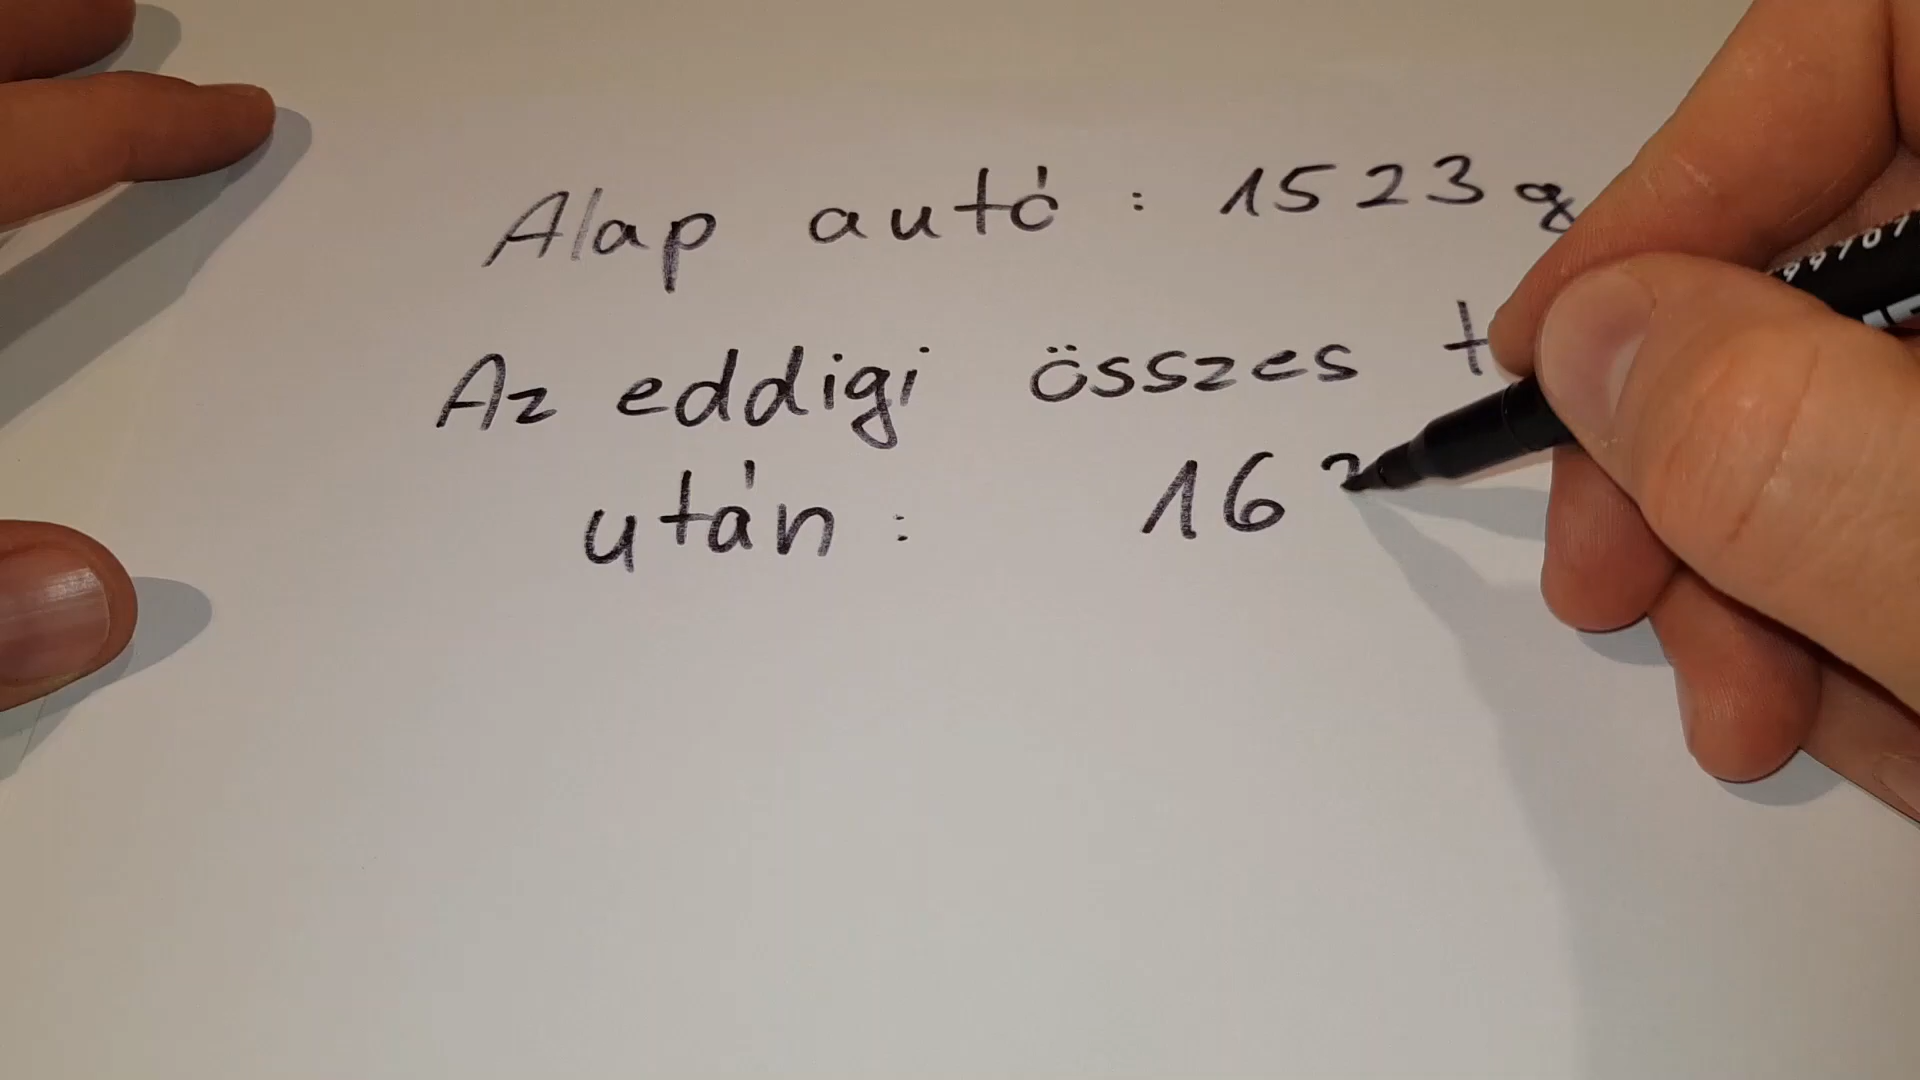 Alap autó : 1523 g
Az eddigi összes
után : 16